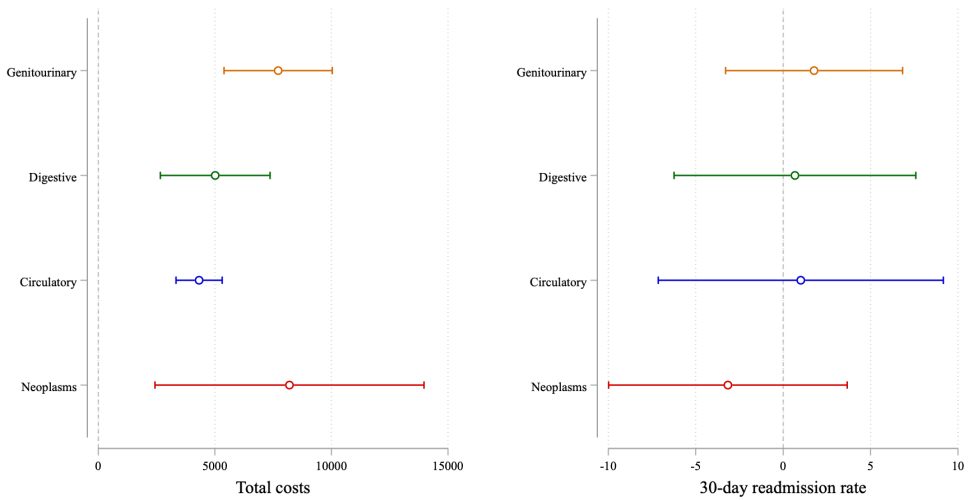 Genitourinary
Digestive
Circulatory
Neoplasms
0 5000 10000 15000
Total costs
Genitourinary
Digestive
Circulatory
Neoplasms
-10 -5 0 5 10
30-day readmission rate